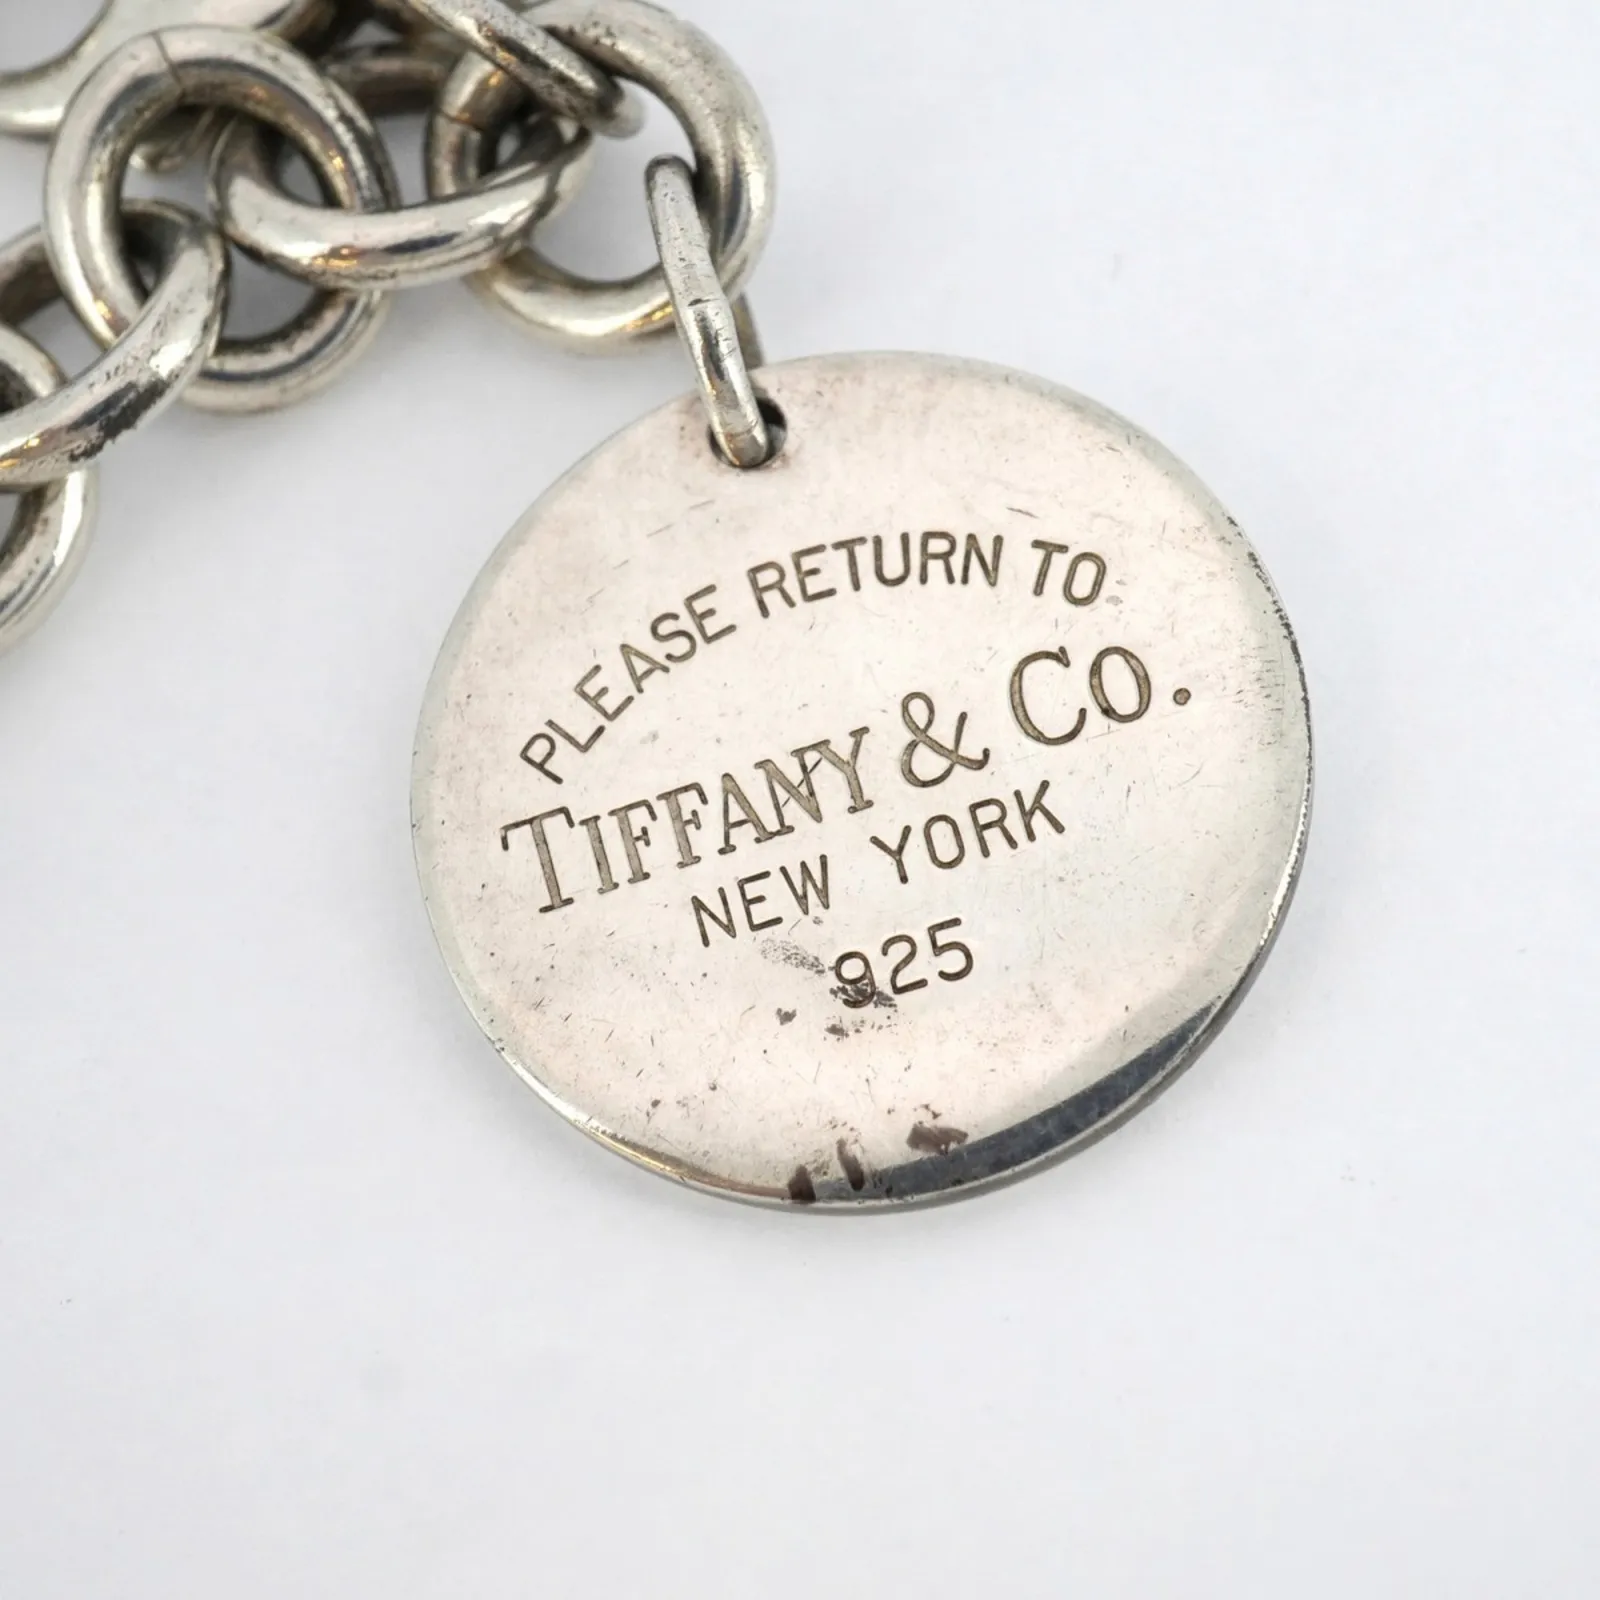 PLEASE RETURN TO
TIFFANY & CO.
NEW YORK
925